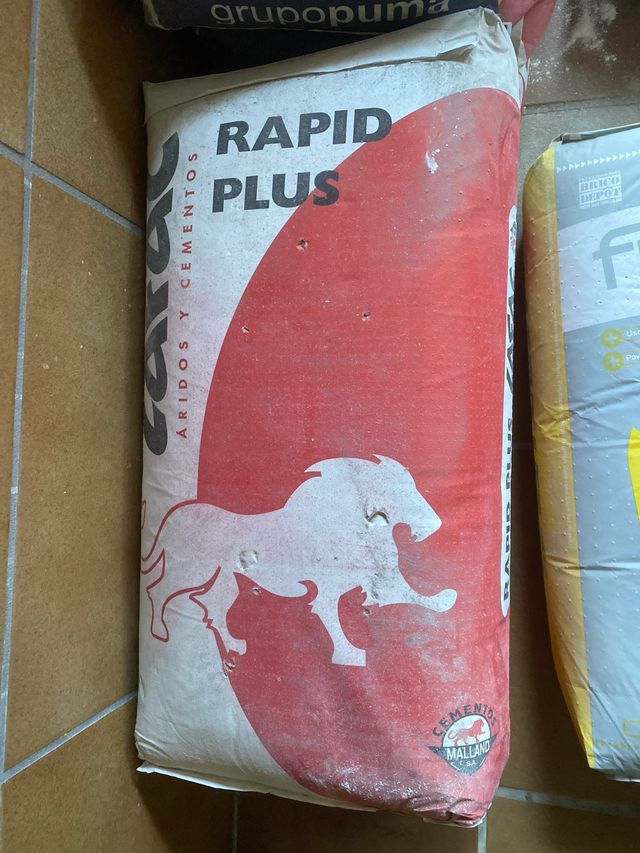 grupopuma
RAPID
PLUS
ÁRIDOS Y CEMENTOS
RAPID PLUS
BRICO
DEPOT
CEMENTOS
MALLAND
S.A.